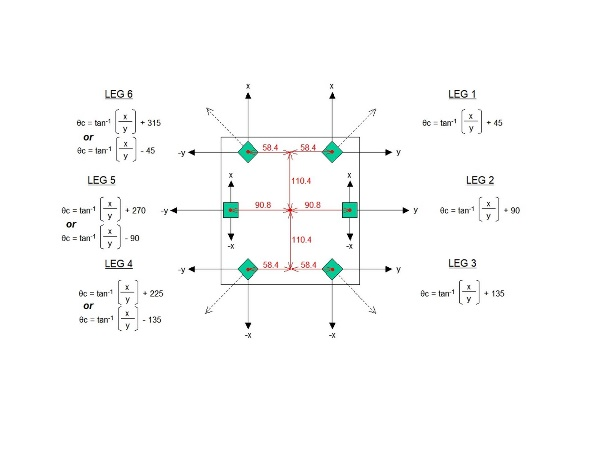 LEG 6
θc = tan-1 x/y + 315
or
θc = tan-1 x/y - 45
LEG 5
θc = tan-1 x/y + 270
or
θc = tan-1 x/y - 90
LEG 4
θc = tan-1 x/y + 225
or
θc = tan-1 x/y - 135
x x
58.4 58.4
-y y
110.4
x x
90.8 90.8
-y y
-x -x
110.4
58.4 58.4
-y y
-x -x
LEG 1
θc = tan-1 x/y + 45
LEG 2
θc = tan-1 x/y + 90
LEG 3
θc = tan-1 x/y + 135